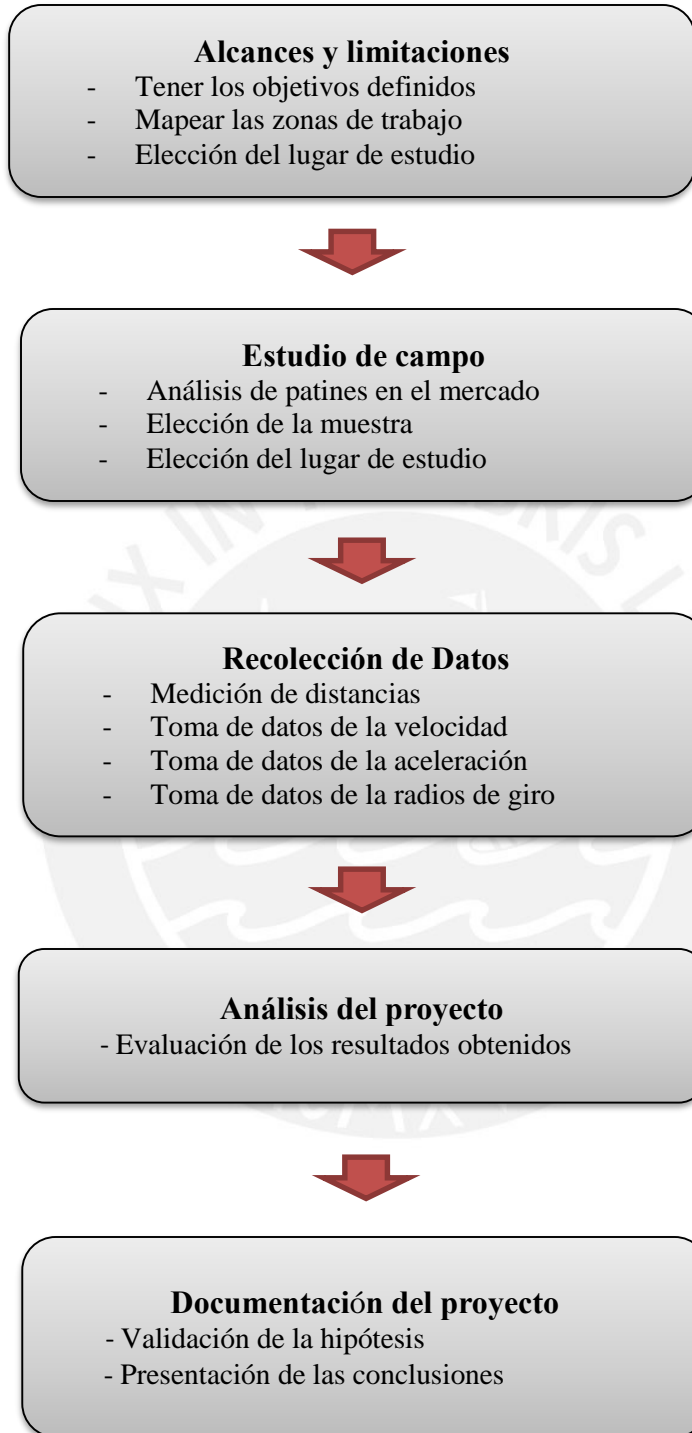 Alcances y limitaciones
- Tener los objetivos definidos
- Mapear las zonas de trabajo
- Elección del lugar de estudio
Estudio de campo
- Análisis de patines en el mercado
- Elección de la muestra
- Elección del lugar de estudio
Recolección de Datos
- Medición de distancias
- Toma de datos de la velocidad
- Toma de datos de la aceleración
- Toma de datos de la radios de giro
Análisis del proyecto
- Evaluación de los resultados obtenidos
Documentación del proyecto
- Validación de la hipótesis
- Presentación de las conclusiones